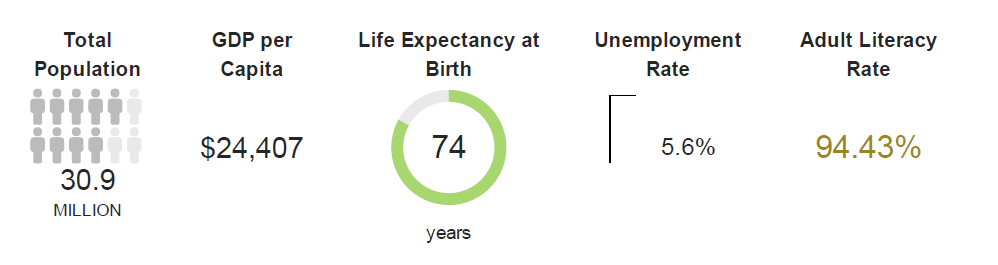 Total
Population
30.9
MILLION
GDP per
Capita
$24,407
Life Expectancy at
Birth
74
years
Unemployment
Rate
5.6%
Adult Literacy
Rate
94.43%